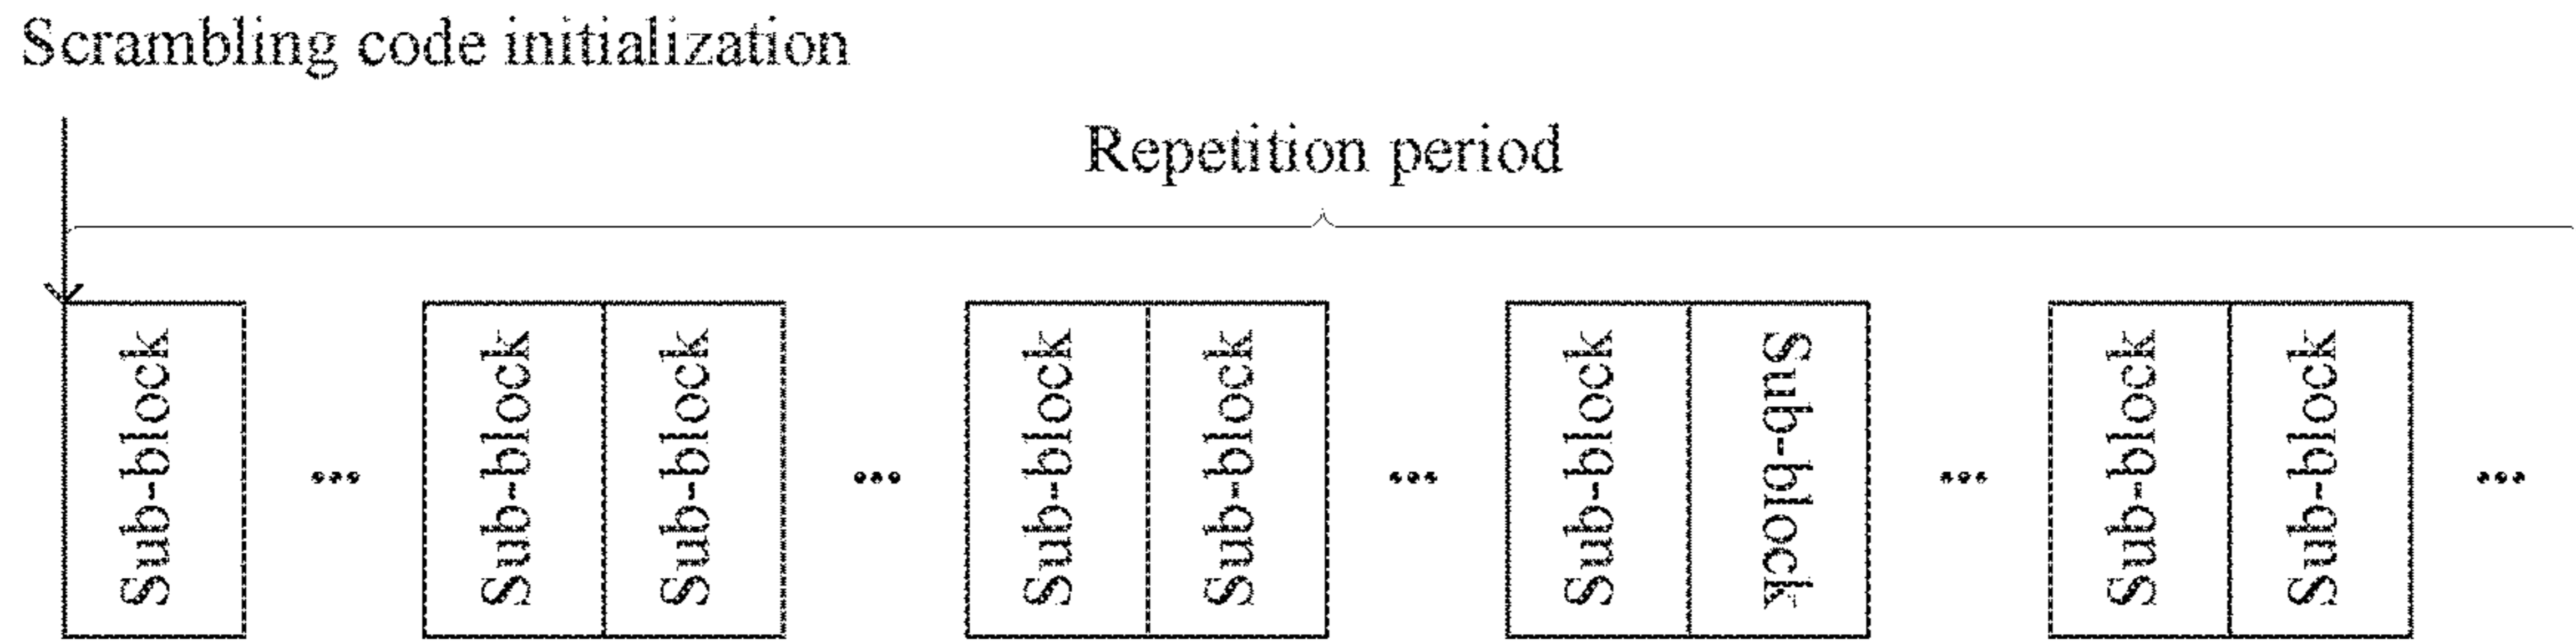 Scrambling code initialization
Repetition period
Sub-block
...
Sub-block
Sub-block
...
Sub-block
Sub-block
...
Sub-block
Sub-block
...
Sub-block
Sub-block
...